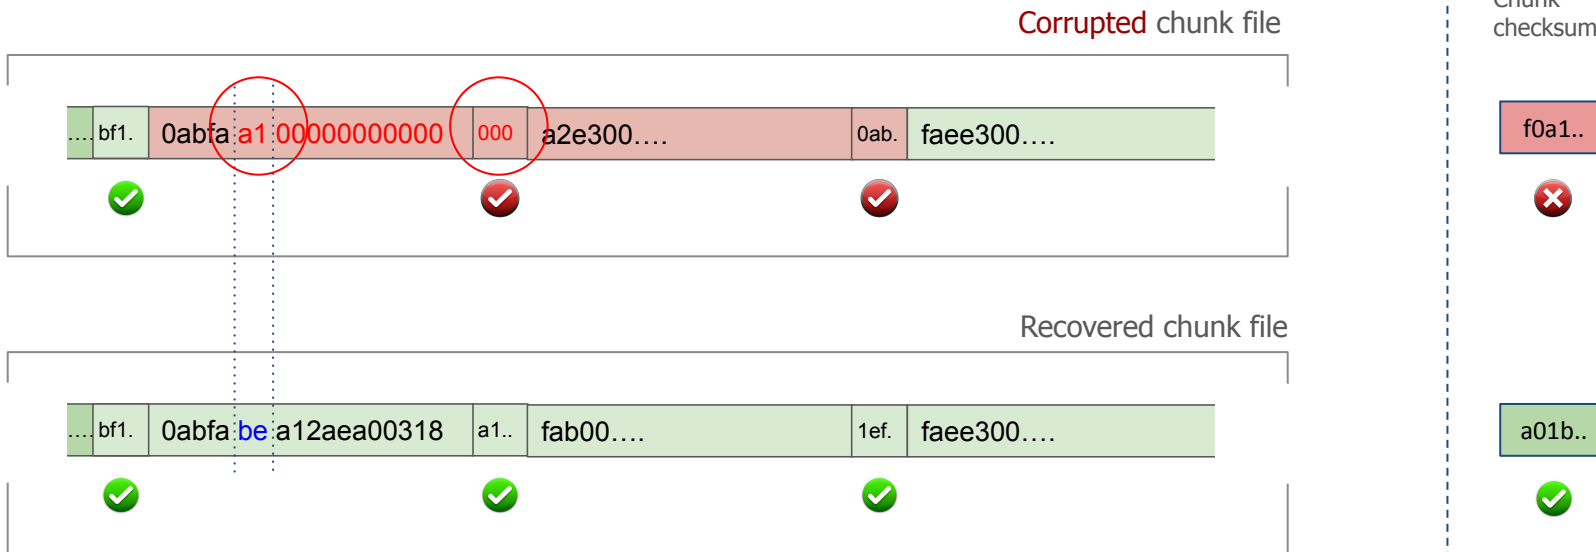 Corrupted chunk file
Chunk
checksum
.... bf1. 0abfa a1 00000000000 000 a2e300.... 0ab. faee300....
f0a1..
Recovered chunk file
.... bf1. 0abfa be a12aea00318 a1.. fab00.... 1ef. faee300....
a01b..